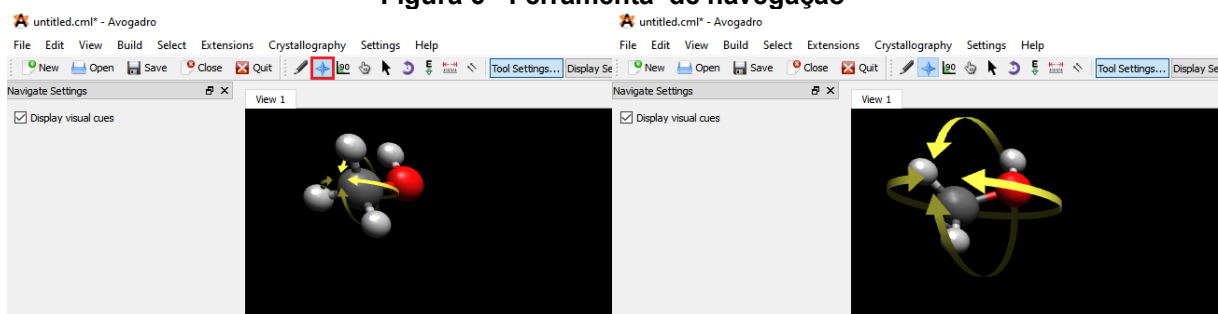 Figura 6 - Ferramenta de navegação
untitled.cml* - Avogadro
File Edit View Build Select Extensions Crystallography Settings Help
New Open Save Close Quit Tool Settings... Display Se
Navigate Settings
View 1
Display visual cues
untitled.cml* - Avogadro
File Edit View Build Select Extensions Crystallography Settings Help
New Open Save Close Quit Tool Settings... Display Se
Navigate Settings
View 1
Display visual cues